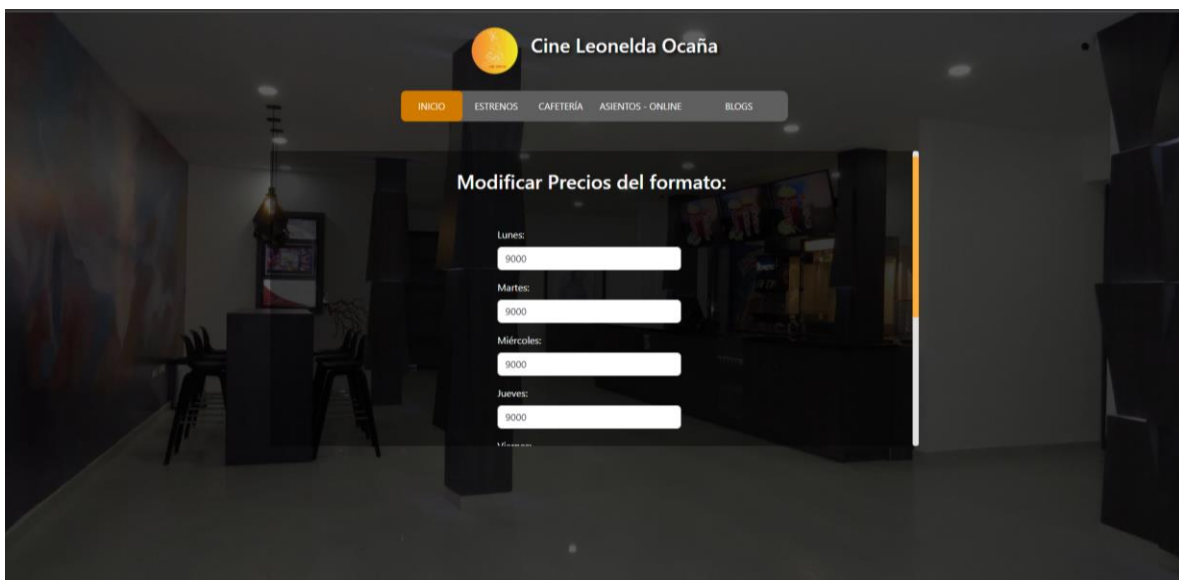 Cine Leonelda Ocaña
INICIO ESTRENOS CAFETERÍA ASIENTOS - ONLINE BLOGS
Modificar Precios del formato:
Lunes:
9000
Martes:
9000
Miércoles:
9000
Jueves:
9000
Viernes: